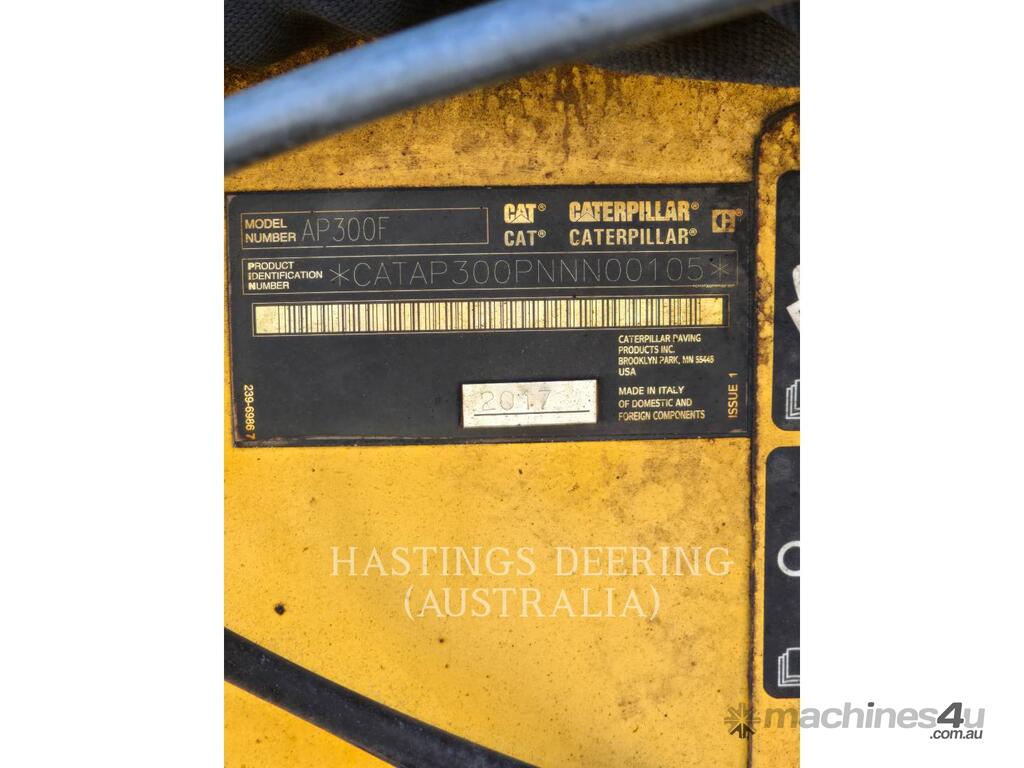 MODEL NUMBER AP300F
CAT® CATERPILLAR®
CAT® CATERPILLAR®
PRODUCT IDENTIFICATION NUMBER *CATAP300PNNN00105*
CATERPILLAR PAVING
PRODUCTS INC.
BROOKLYN PARK, MN 55445
USA
2017
MADE IN ITALY
OF DOMESTIC AND
FOREIGN COMPONENTS
ISSUE 1
239-6986 7
HASTINGS DEERING
(AUSTRALIA)
machines4u
.com.au